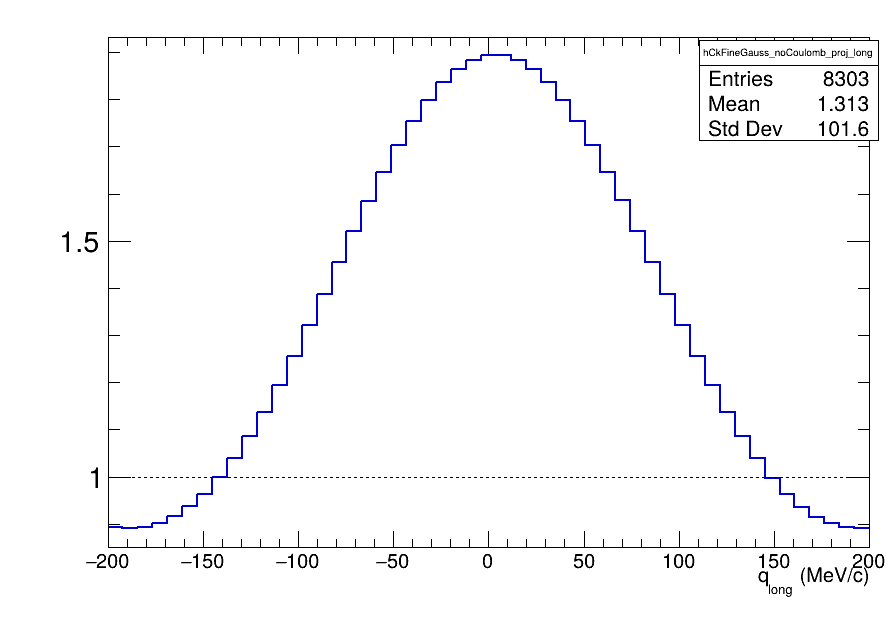 hCkFineGauss_noCoulomb_proj_long
Entries 8303
Mean 1.313
Std Dev 101.6
1.5
1
−200 −150 −100 −50 0 50 100 150 200
q_long (MeV/c)